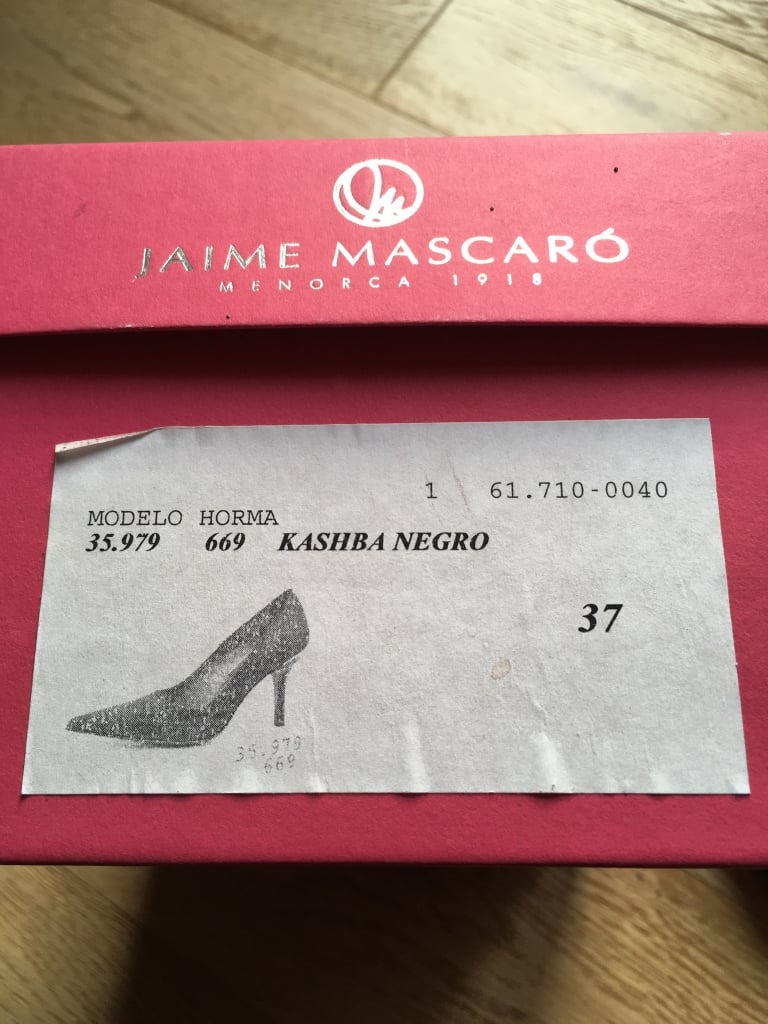 JAIME MASCARÓ
MENORCA 1918
1 61.710-0040
MODELO HORMA
35.979 669 KASHBA NEGRO
37
35.979
669